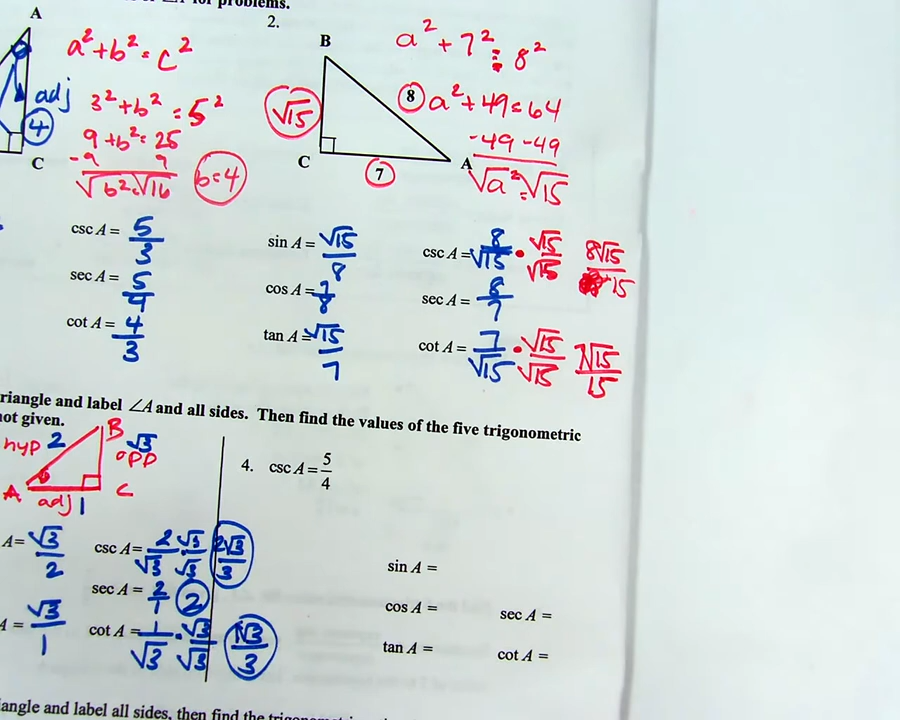 for problems.
A
a² + b² = c²
adj
4
3² + b² = 5²
9 + b² = 25
-9 9
√b² = √16
b = 4
C
2.
B
√15
8
C
7
A
a² + 7² = 8²
a² + 49 = 64
-49 -49
√a² = √15
csc A = 5/3
sec A = 5/4
cot A = 4/3
sin A = √15/8
cos A = 7/8
tan A = √15/7
csc A = 8/√15 • √15/√15 8√15/15
sec A = 8/7
cot A = 7/√15 • √15/√15 7√15/15
riangle and label ∠A and all sides. Then find the values of the five trigonometric
not given.
hyp 2
B
√3
opp
A
adj 1
C
A = √3/2
csc A = 2/√3 √3/√3 2√3/3
sec A = 2/1 2
A = √3/1
cot A = 1/√3 • √3/√3 1√3/3
4. csc A = 5/4
sin A =
cos A =
sec A =
tan A =
cot A =
iangle and label all sides, then find the